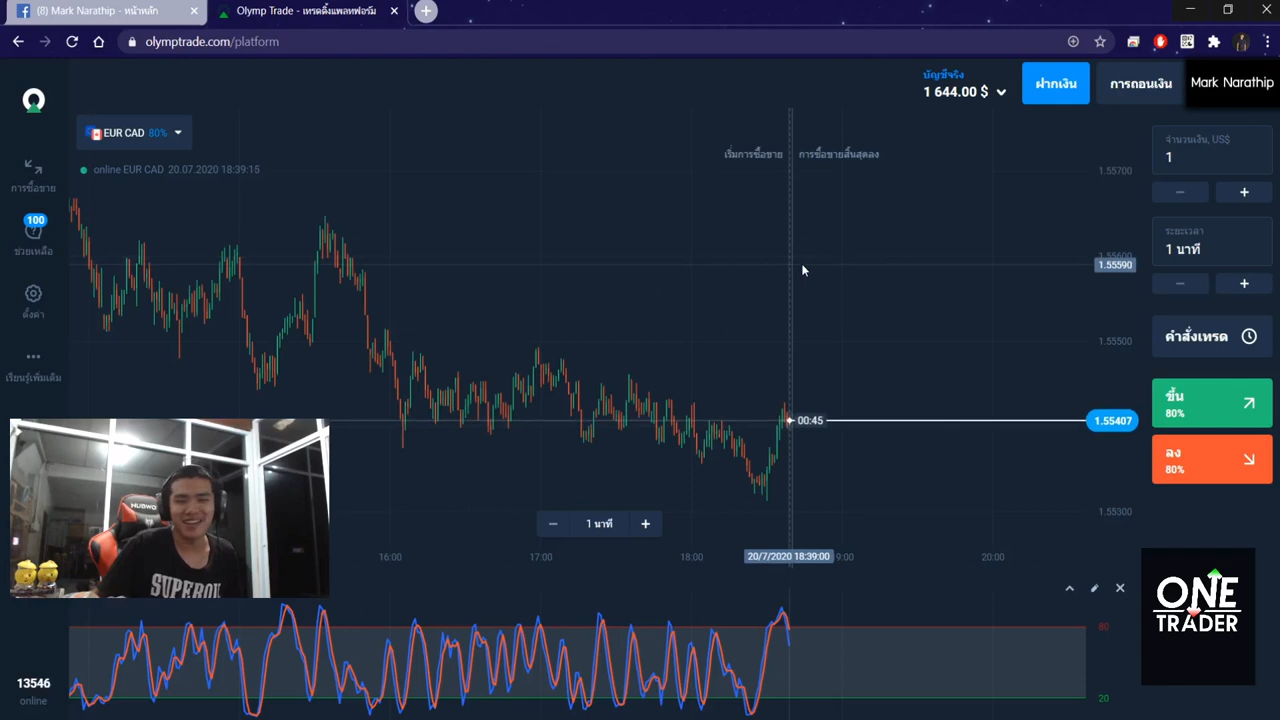 (8) Mark Narathip - หน้าหลัก
Olymp Trade - เทรดดิ้งแพลทฟอร์ม
olymptrade.com/platform
บัญชีจริง
1 644.00 $
ฝากเงิน
การถอนเงิน
Mark Narathip
EUR CAD 80%
online EUR CAD 20.07.2020 18:39:15
เริ่มการซื้อขาย
การซื้อขายสิ้นสุดลง
การซื้อขาย
100
ช่วยเหลือ
ตั้งค่า
เรียนรู้เพิ่มเติม
1.55700
1.55600
1.55590
1.55500
1.55407
1.55300
00:45
จำนวนเงิน, US$
1
ระยะเวลา
1 นาที
คำสั่งเทรด
ขึ้น
80%
ลง
80%
1 นาที
16:00
17:00
18:00
20/7/2020 18:39:00
9:00
20:00
HUBWO
SUPEROIL
80
20
ONE
TRADER
13546
online